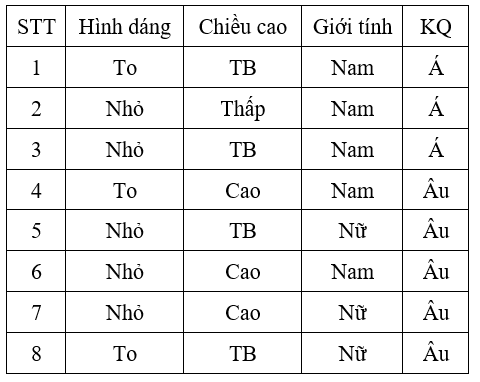 STT Hình dáng Chiều cao Giới tính KQ
1 To TB Nam Á
2 Nhỏ Thấp Nam Á
3 Nhỏ TB Nam Á
4 To Cao Nam Âu
5 Nhỏ TB Nữ Âu
6 Nhỏ Cao Nam Âu
7 Nhỏ Cao Nữ Âu
8 To TB Nữ Âu